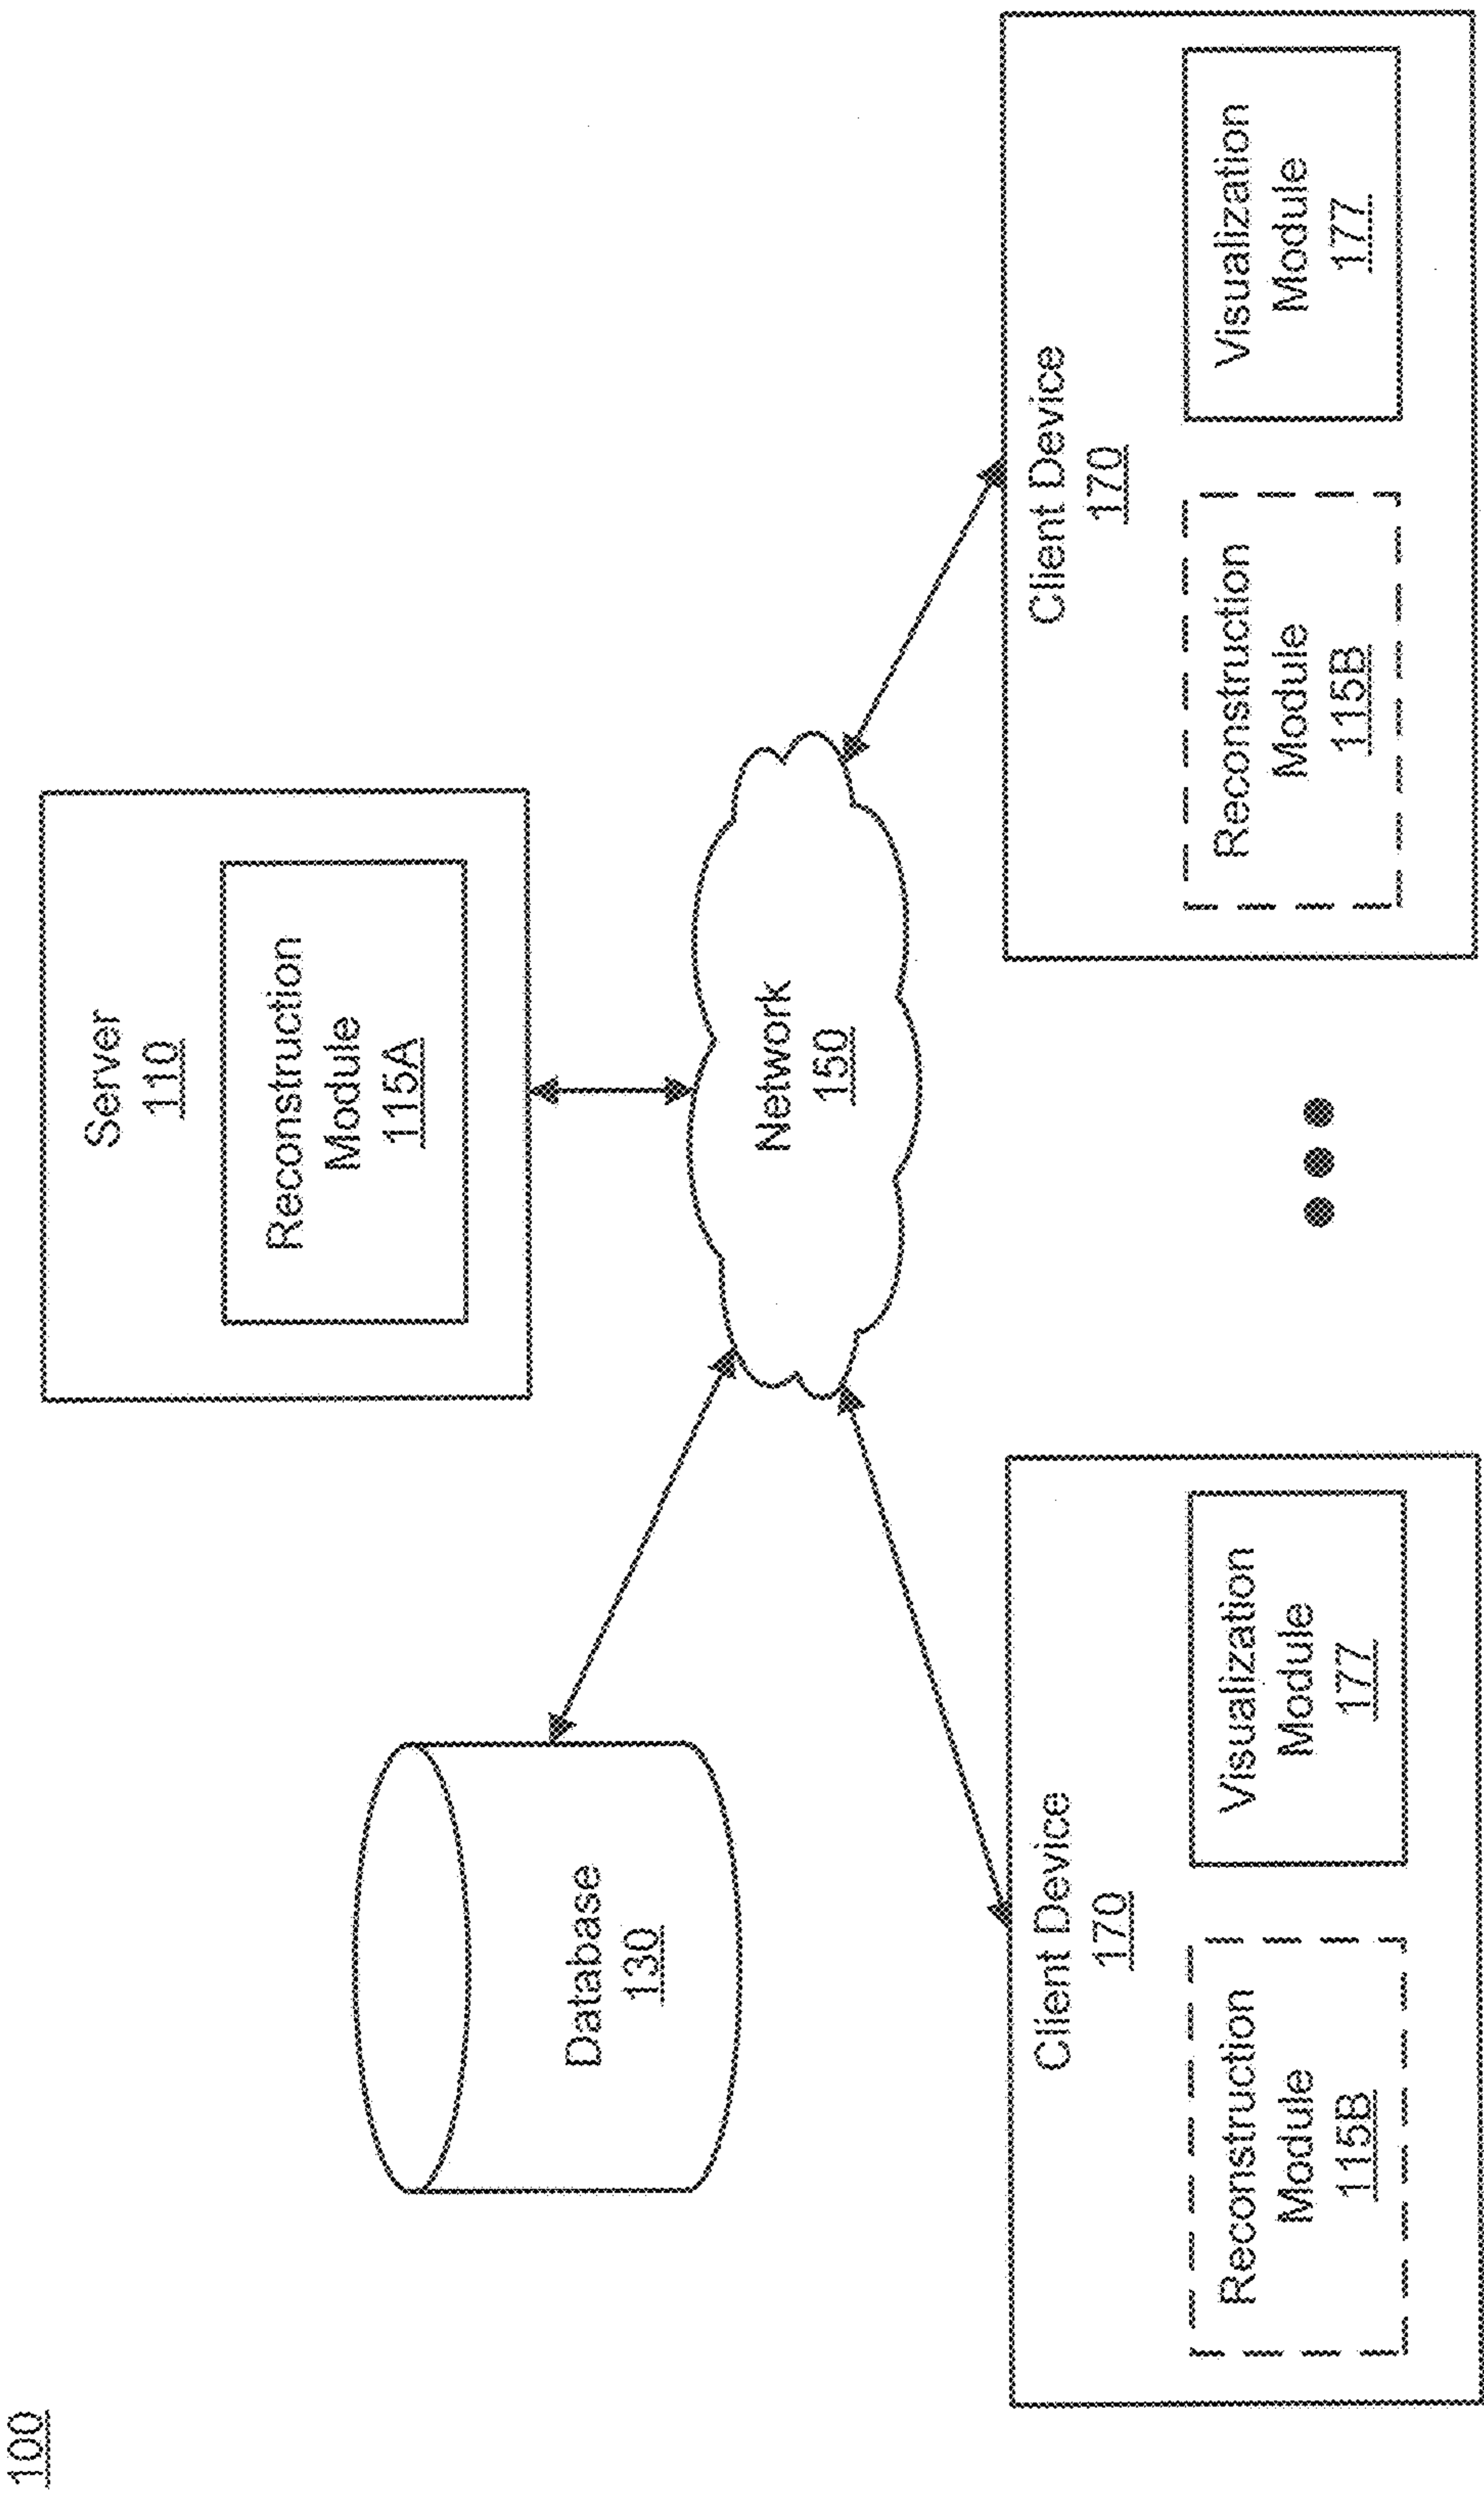 100
Server
110
Reconstruction
Module
115A
Database
130
Network
150
Client Device
170
Reconstruction
Module
115B
Visualization
Module
177
Client Device
170
Reconstruction
Module
115B
Visualization
Module
177